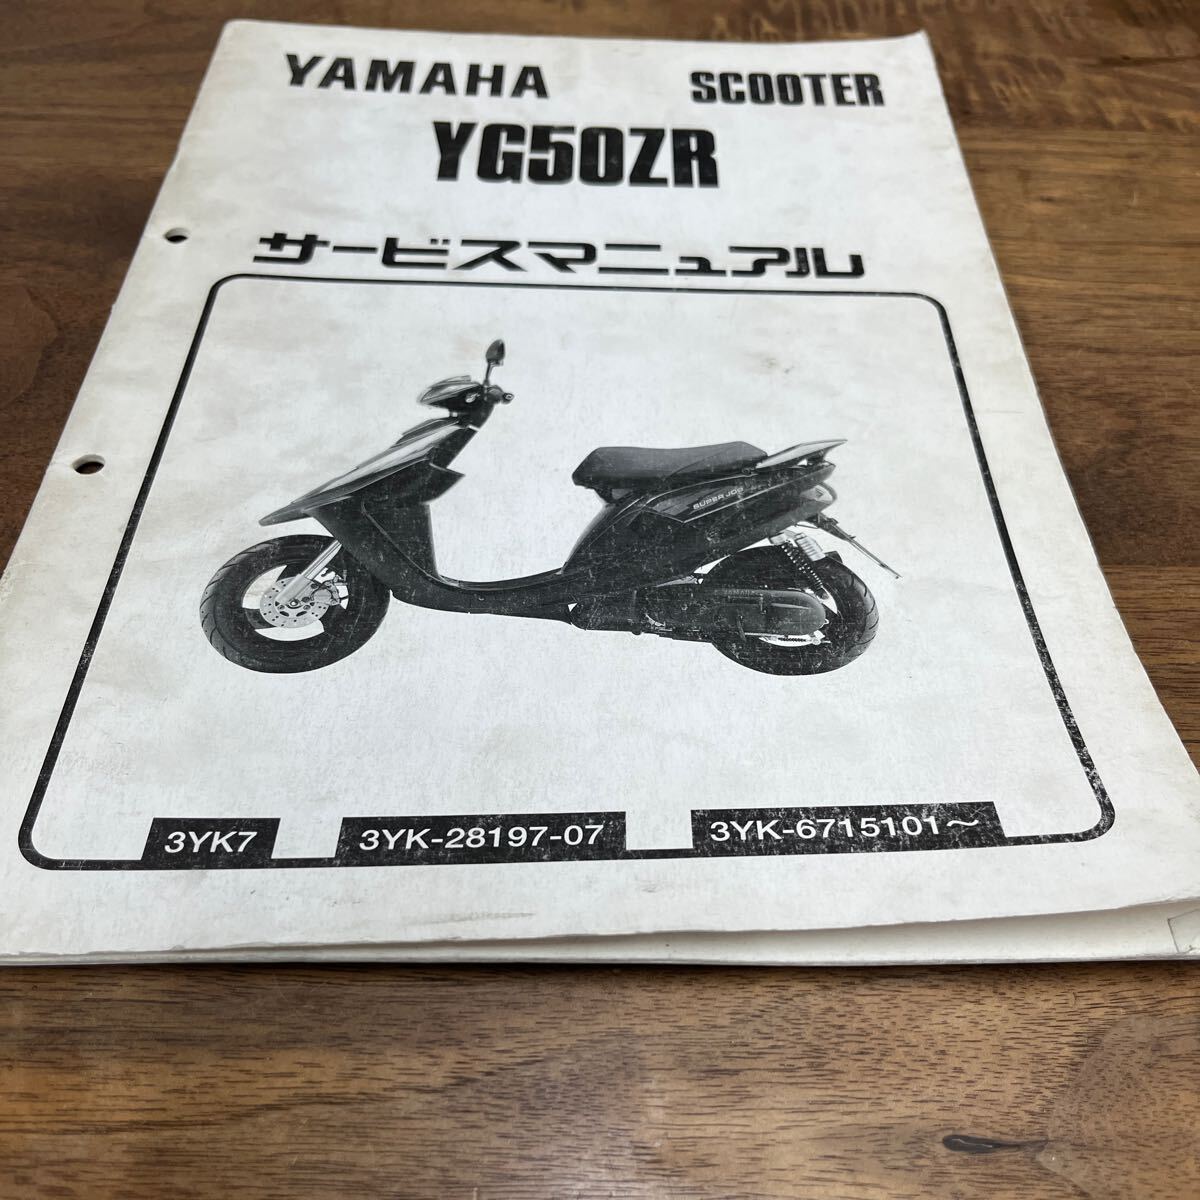 YAMAHA SCOOTER
YG50ZR
サービスマニュアル
SUPER JOG
YAMAHA
3YK7 3YK-28197-07 3YK-6715101～